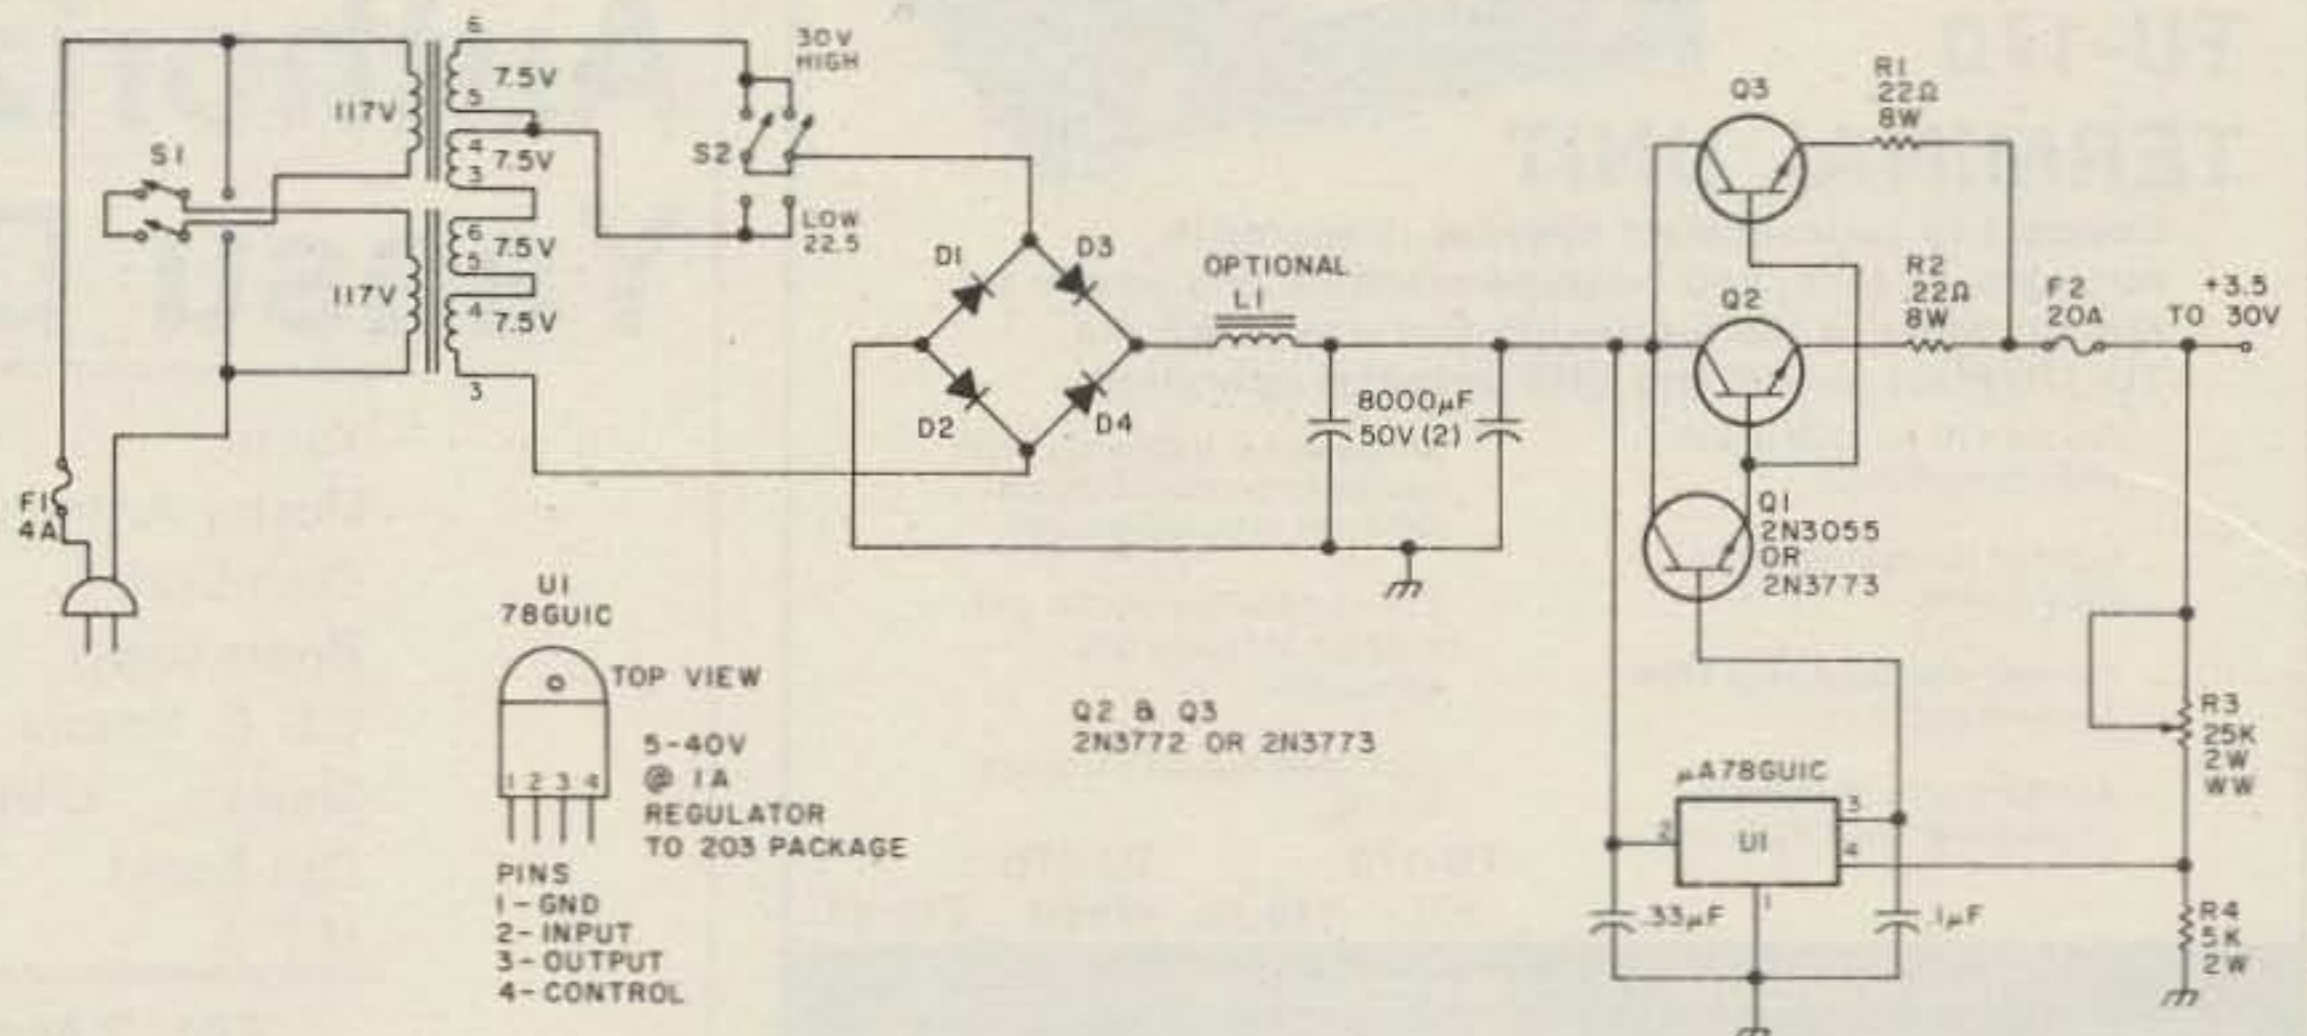 6
7.5V
5
4
7.5V
3
117V
S1
6
7.5V
5
4
7.5V
3
117V
F1
4A
30V
HIGH
S2
LOW
22.5
D1
D3
D2
D4
OPTIONAL
L1
8000µF
50V (2)
Q3
R1
.22Ω
8W
Q2
R2
.22Ω
8W
F2
20A
+3.5
TO 30V
Q1
2N3055
OR
2N3773
R3
25K
2W
WW
µA78GUIC
2
U1
3
4
1
.33µF
.1µF
R4
5K
2W
U1
78GUIC
TOP VIEW
1 2 3 4
5-40V
@ 1A
REGULATOR
TO 203 PACKAGE
PINS
1 - GND
2 - INPUT
3 - OUTPUT
4 - CONTROL
Q2 & Q3
2N3772 OR 2N3773